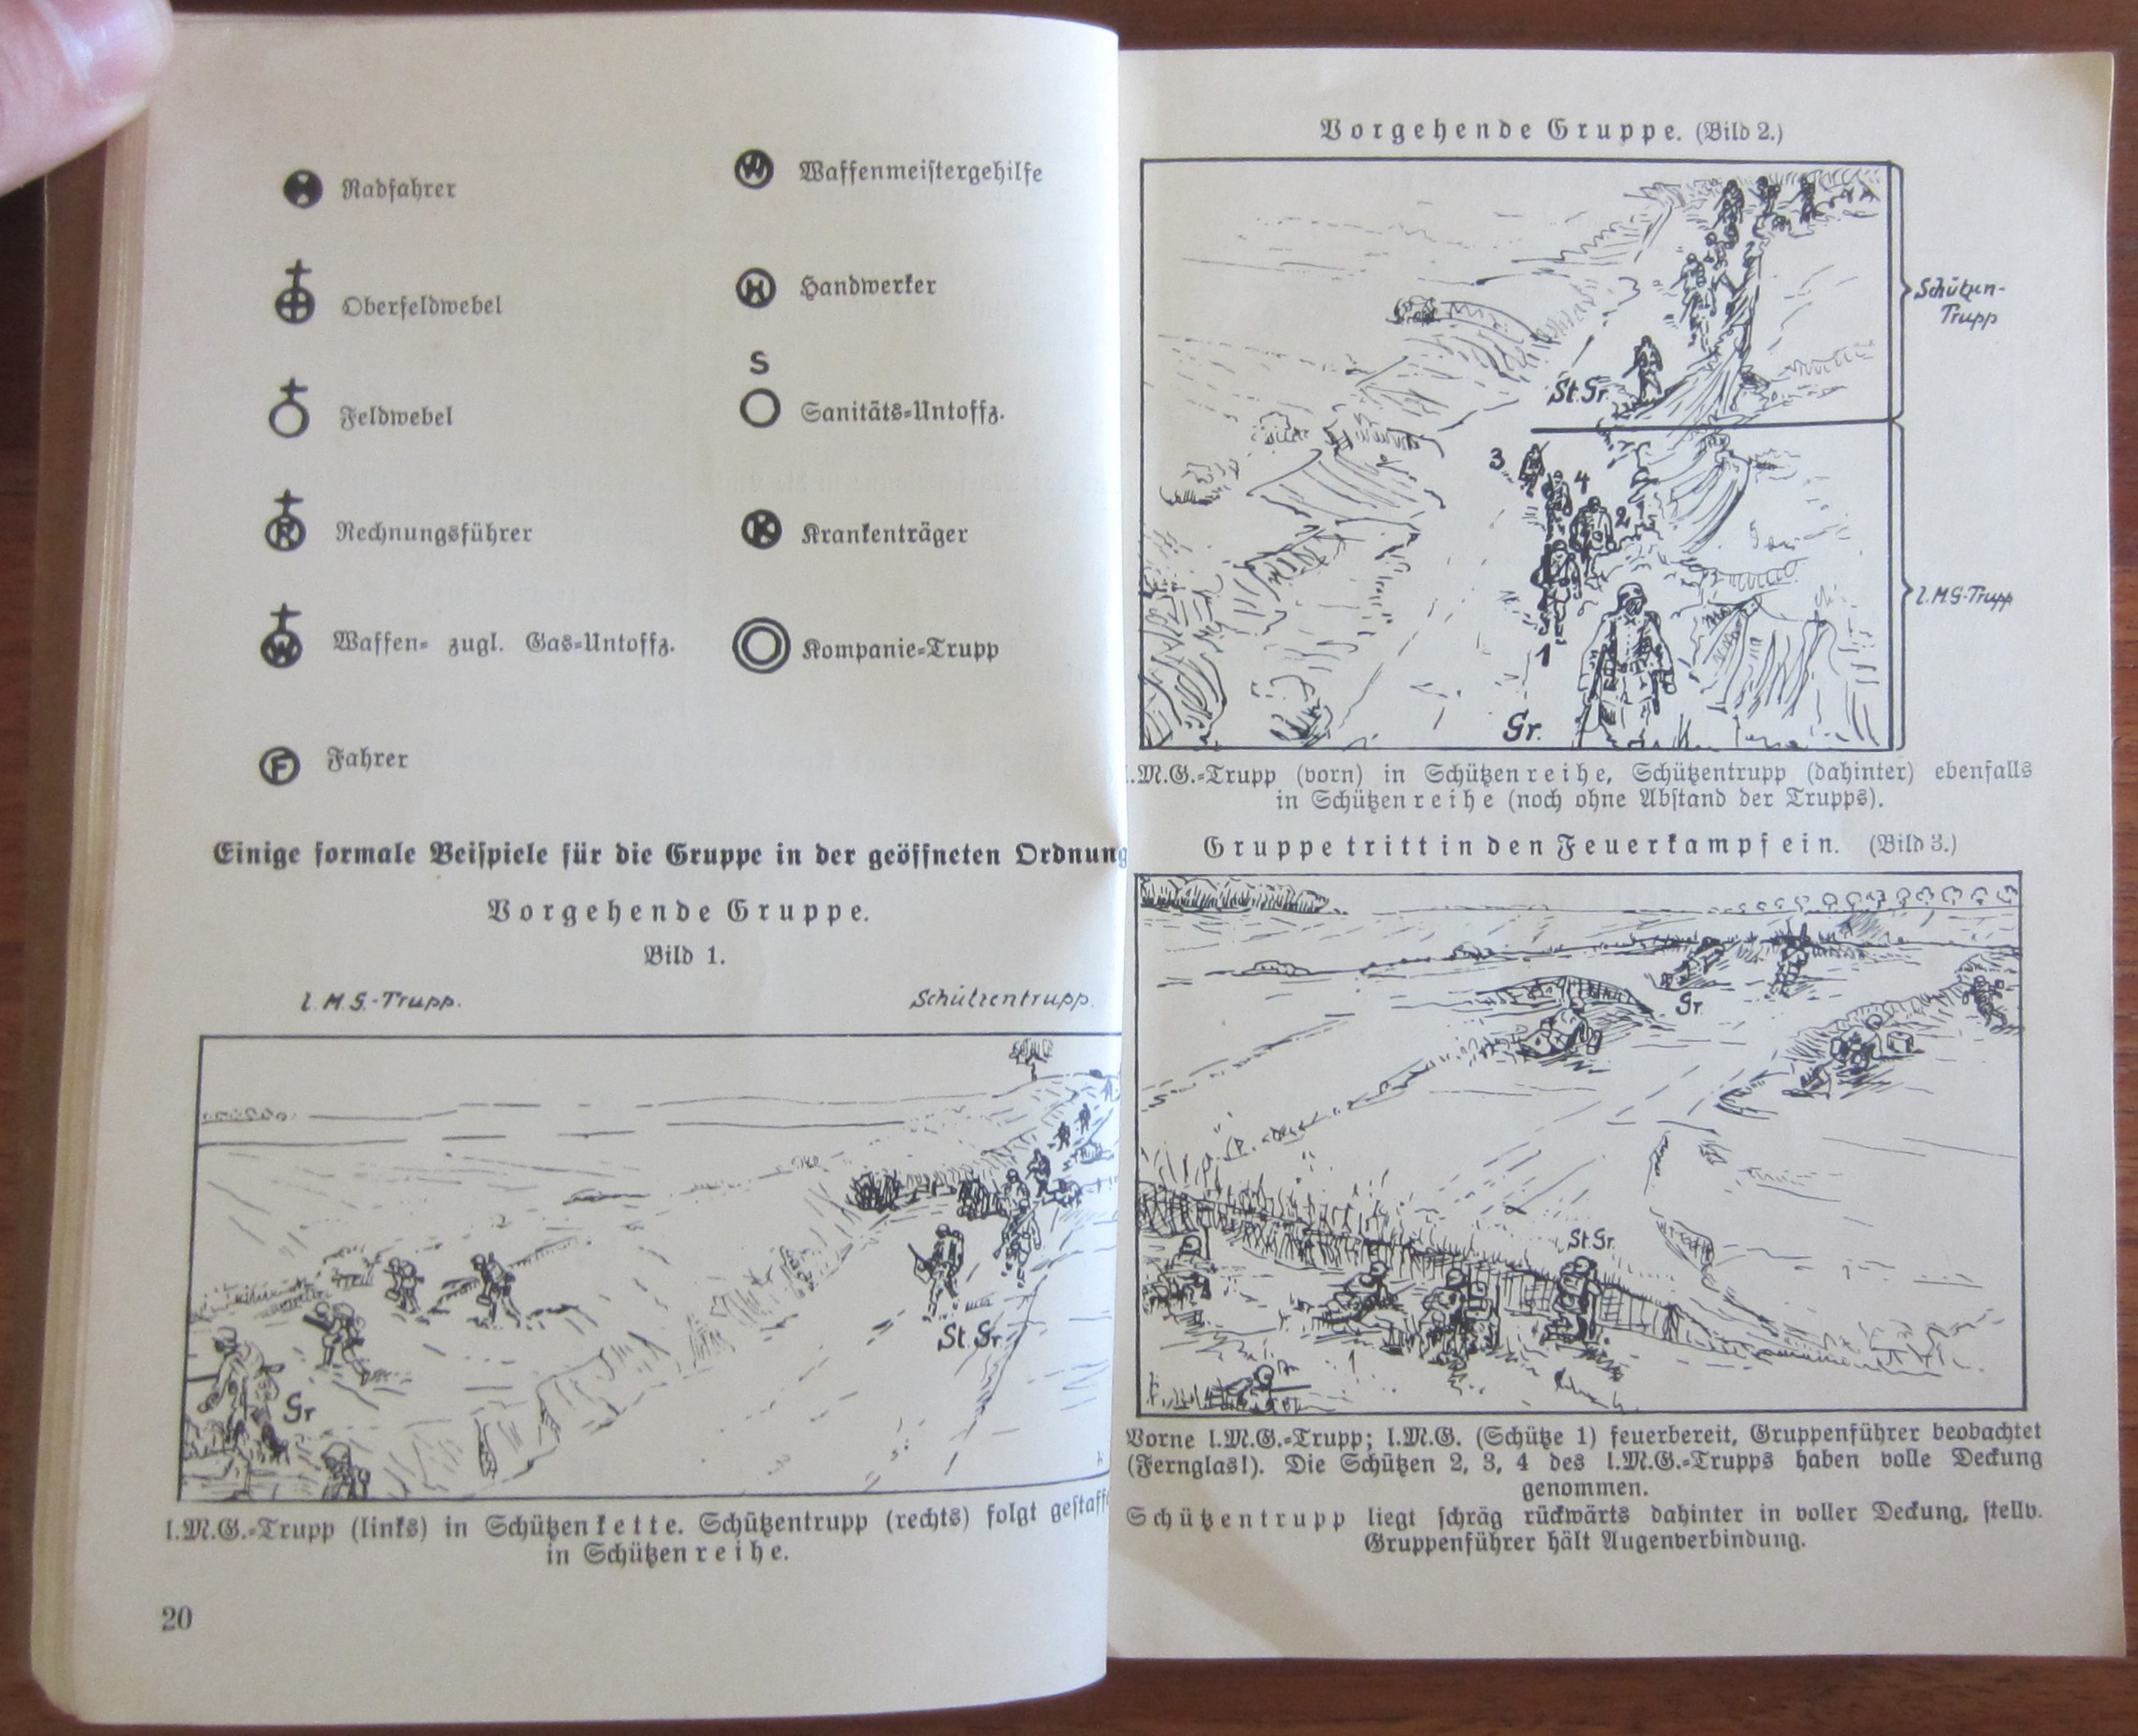 Radfahrer
Oberfeldwebel
Feldwebel
R Rechnungsführer
W Waffen- zugl. Gas-Untoffz.
F Fahrer
W Waffenmeistergehilfe
H Handwerker
S
Sanitäts-Untoffz.
K Krankenträger
Kompanie-Trupp
Einige formale Beispiele für die Gruppe in der geöffneten Ordnung
Vorgehende Gruppe.
Bild 1.
l. M. G.-Trupp. Schützentrupp.
St. Gr.
Gr
l.M.G.-Trupp (links) in Schützenkette. Schützentrupp (rechts) folgt
in Schützenreihe.
20
Vorgehende Gruppe. (Bild 2.)
Schützen-
Trupp
St. Gr.
3
4
2
1
l.M.G-Trupp
Gr.
.M.G.-Trupp (vorn) in Schützenreihe, Schützentrupp (dahinter) ebenfalls
in Schützenreihe (noch ohne Abstand der Trupps).
Gruppe tritt in den Feuerkampf ein. (Bild 3.)
Gr.
St. Gr.
Vorne l.M.G.-Trupp; l.M.G. (Schütze 1) feuerbereit, Gruppenführer beobachtet
(Fernglas!). Die Schützen 2, 3, 4 des l.M.G.-Trupps haben volle Deckung
genommen.
Schützentrupp liegt schräg rückwärts dahinter in voller Deckung, stellv.
Gruppenführer hält Augenverbindung.